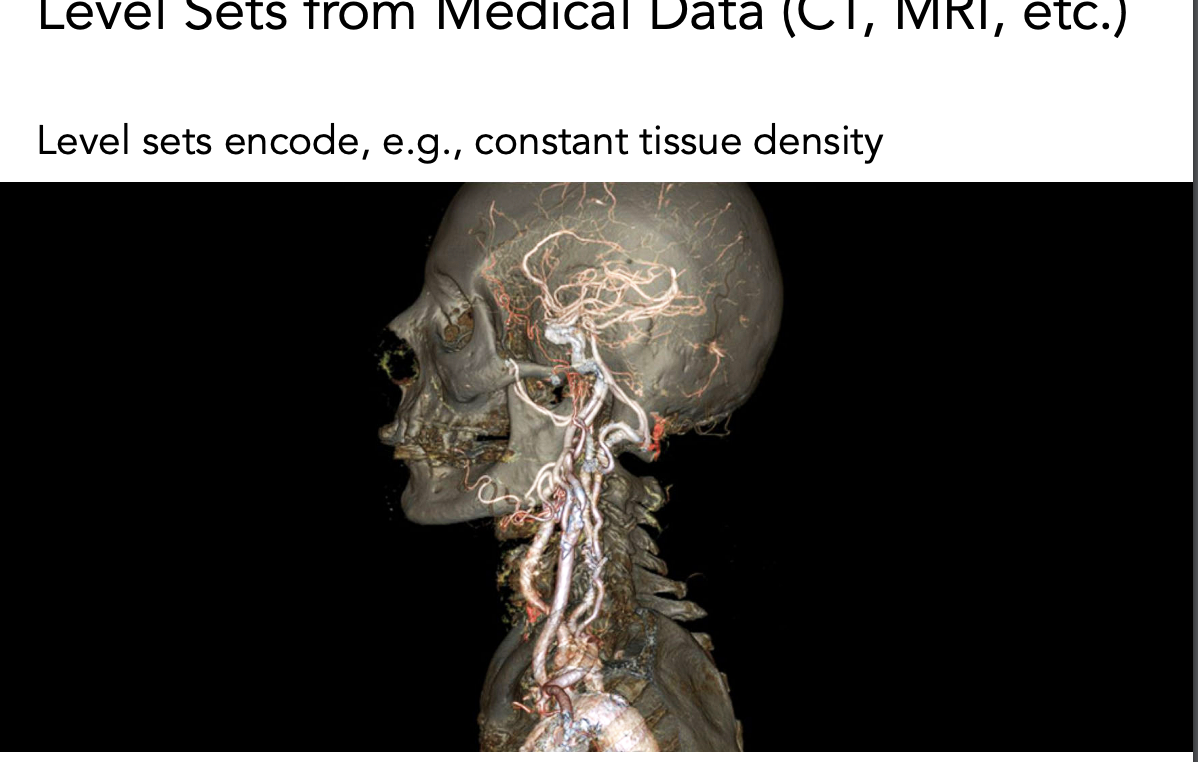 Level Sets from Medical Data (CT, MRI, etc.)
Level sets encode, e.g., constant tissue density